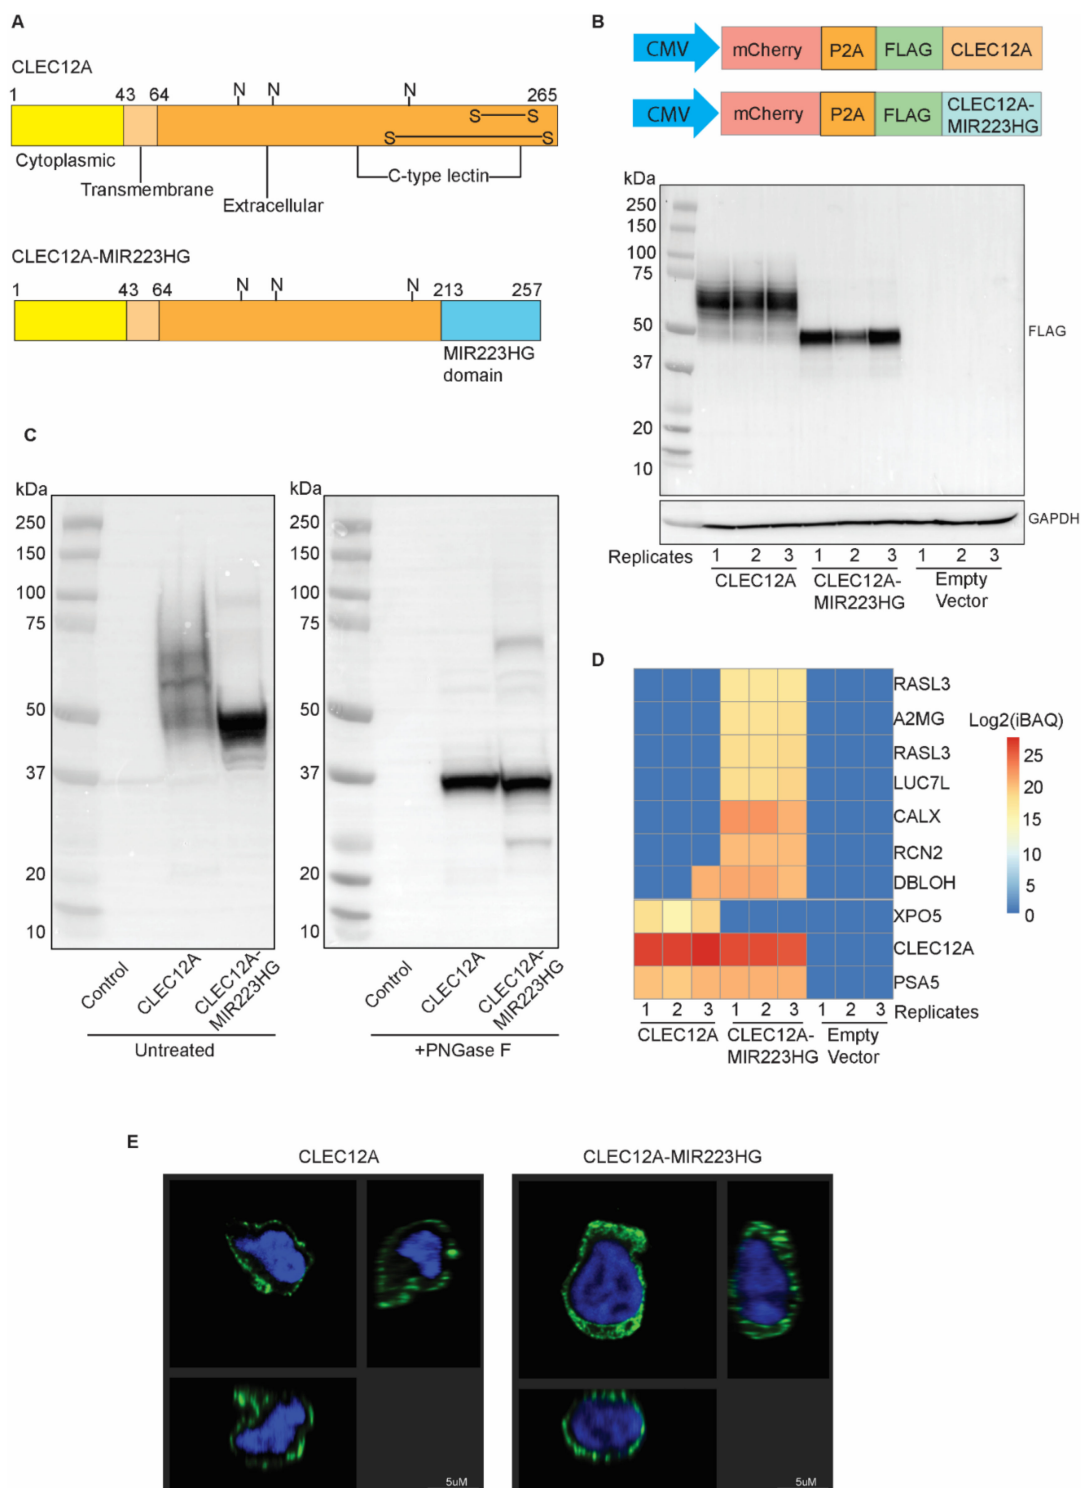 A
CLEC12A
1 43 64 N N N 265
S S
S S
Cytoplasmic
Transmembrane
Extracellular
C-type lectin
CLEC12A-MIR223HG
1 43 64 N N N 213 257
MIR223HG
domain
B
CMV mCherry P2A FLAG CLEC12A
CMV mCherry P2A FLAG CLEC12A-
MIR223HG
kDa
250
150
100
75
50
37
20
10
FLAG
GAPDH
Replicates 1 2 3 1 2 3 1 2 3
CLEC12A
CLEC12A-
MIR223HG
Empty
Vector
C
kDa
250
150
100
75
50
37
20
10
Control
CLEC12A
CLEC12A-
MIR223HG
Untreated
kDa
250
150
100
75
50
37
20
10
Control
CLEC12A
CLEC12A-
MIR223HG
+PNGase F
D
RASL3
A2MG
RASL3
LUC7L
CALX
RCN2
DBLOH
XPO5
CLEC12A
PSA5
Log2(iBAQ)
25
20
15
10
5
0
1 2 3 1 2 3 1 2 3 Replicates
CLEC12A
CLEC12A-
MIR223HG
Empty
Vector
E
CLEC12A
5uM
CLEC12A-MIR223HG
5uM